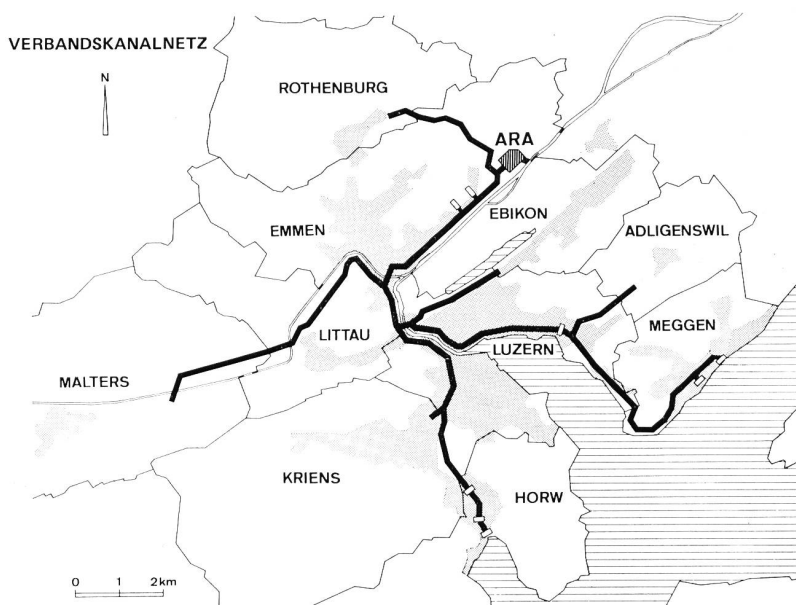 VERBANDSKANALNETZ
N
ROTHENBURG
ARA
EMMEN
EBIKON
ADLIGENSWIL
LITTAU
LUZERN
MEGGEN
MALTERS
KRIENS
HORW
0 1 2km